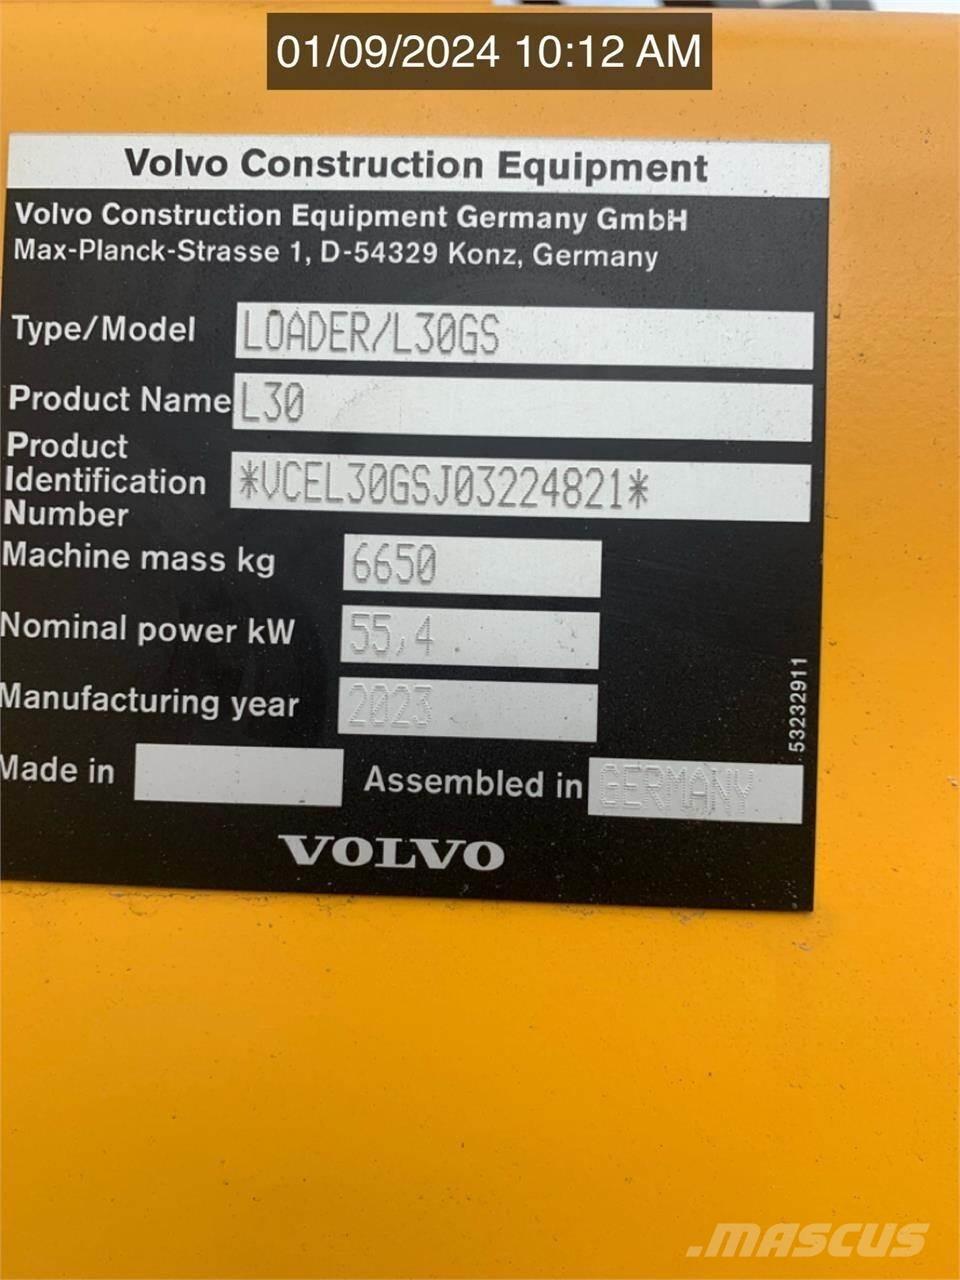 01/09/2024 10:12 AM
Volvo Construction Equipment
Volvo Construction Equipment Germany GmbH
Max-Planck-Strasse 1, D-54329 Konz, Germany
Type/Model LOADER/L30GS
Product Name L30
Product
Identification
Number *VCEL30GSJ03224821*
Machine mass kg 6650
Nominal power kW 55,4
Manufacturing year 2023
Made in
Assembled in GERMANY
53232911
VOLVO
.MASCUS